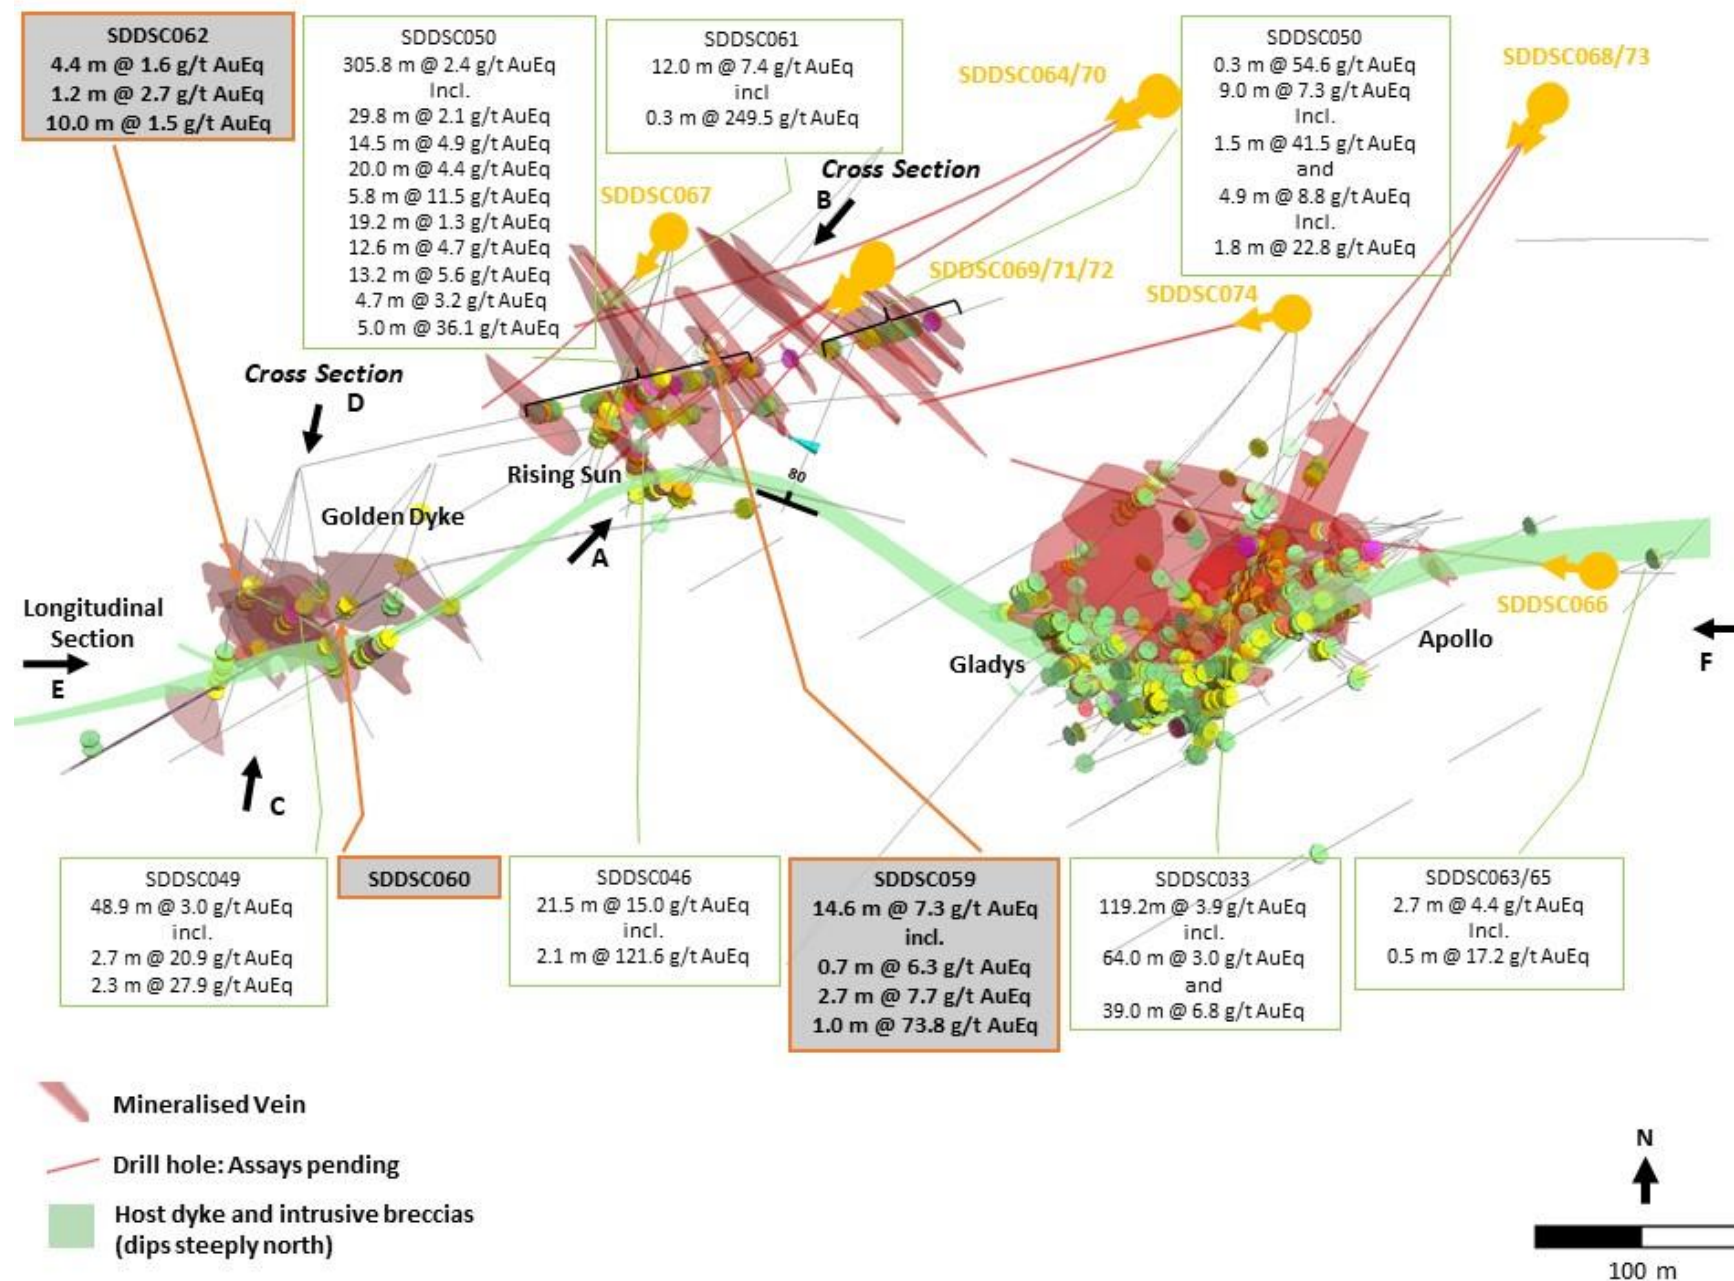 SDDSC062
4.4 m @ 1.6 g/t AuEq
1.2 m @ 2.7 g/t AuEq
10.0 m @ 1.5 g/t AuEq
SDDSC050
305.8 m @ 2.4 g/t AuEq
Incl.
29.8 m @ 2.1 g/t AuEq
14.5 m @ 4.9 g/t AuEq
20.0 m @ 4.4 g/t AuEq
5.8 m @ 11.5 g/t AuEq
19.2 m @ 1.3 g/t AuEq
12.6 m @ 4.7 g/t AuEq
13.2 m @ 5.6 g/t AuEq
4.7 m @ 3.2 g/t AuEq
5.0 m @ 36.1 g/t AuEq
SDDSC061
12.0 m @ 7.4 g/t AuEq
incl
0.3 m @ 249.5 g/t AuEq
SDDSC050
0.3 m @ 54.6 g/t AuEq
9.0 m @ 7.3 g/t AuEq
Incl.
1.5 m @ 41.5 g/t AuEq
and
4.9 m @ 8.8 g/t AuEq
Incl.
1.8 m @ 22.8 g/t AuEq
SDDSC064/70
SDDSC068/73
Cross Section
B
SDDSC067
SDDSC069/71/72
SDDSC074
Cross Section
D
Rising Sun
80
Golden Dyke
A
Longitudinal
Section
E
SDDSC066
Apollo
Gladys
F
C
SDDSC049
48.9 m @ 3.0 g/t AuEq
incl.
2.7 m @ 20.9 g/t AuEq
2.3 m @ 27.9 g/t AuEq
SDDSC060
SDDSC046
21.5 m @ 15.0 g/t AuEq
incl.
2.1 m @ 121.6 g/t AuEq
SDDSC059
14.6 m @ 7.3 g/t AuEq
incl.
0.7 m @ 6.3 g/t AuEq
2.7 m @ 7.7 g/t AuEq
1.0 m @ 73.8 g/t AuEq
SDDSC033
119.2m @ 3.9 g/t AuEq
incl.
64.0 m @ 3.0 g/t AuEq
and
39.0 m @ 6.8 g/t AuEq
SDDSC063/65
2.7 m @ 4.4 g/t AuEq
Incl.
0.5 m @ 17.2 g/t AuEq
Mineralised Vein
Drill hole: Assays pending
Host dyke and intrusive breccias
(dips steeply north)
N
100 m